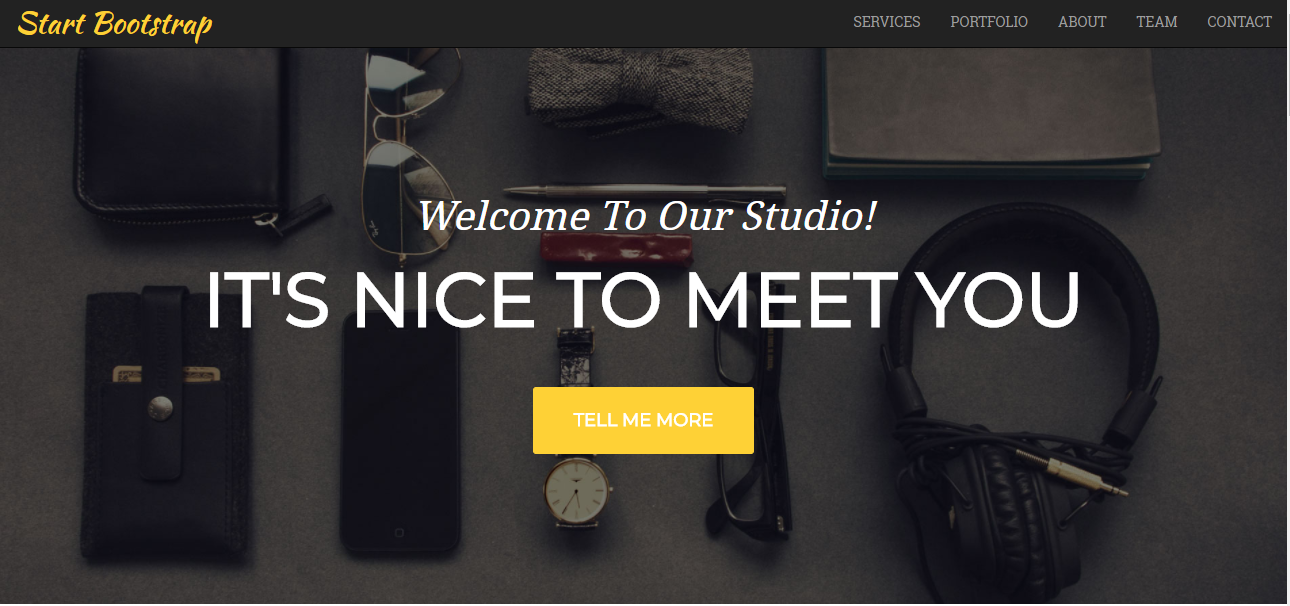 Start Bootstrap
SERVICES PORTFOLIO ABOUT TEAM CONTACT
Welcome To Our Studio!
IT'S NICE TO MEET YOU
TELL ME MORE